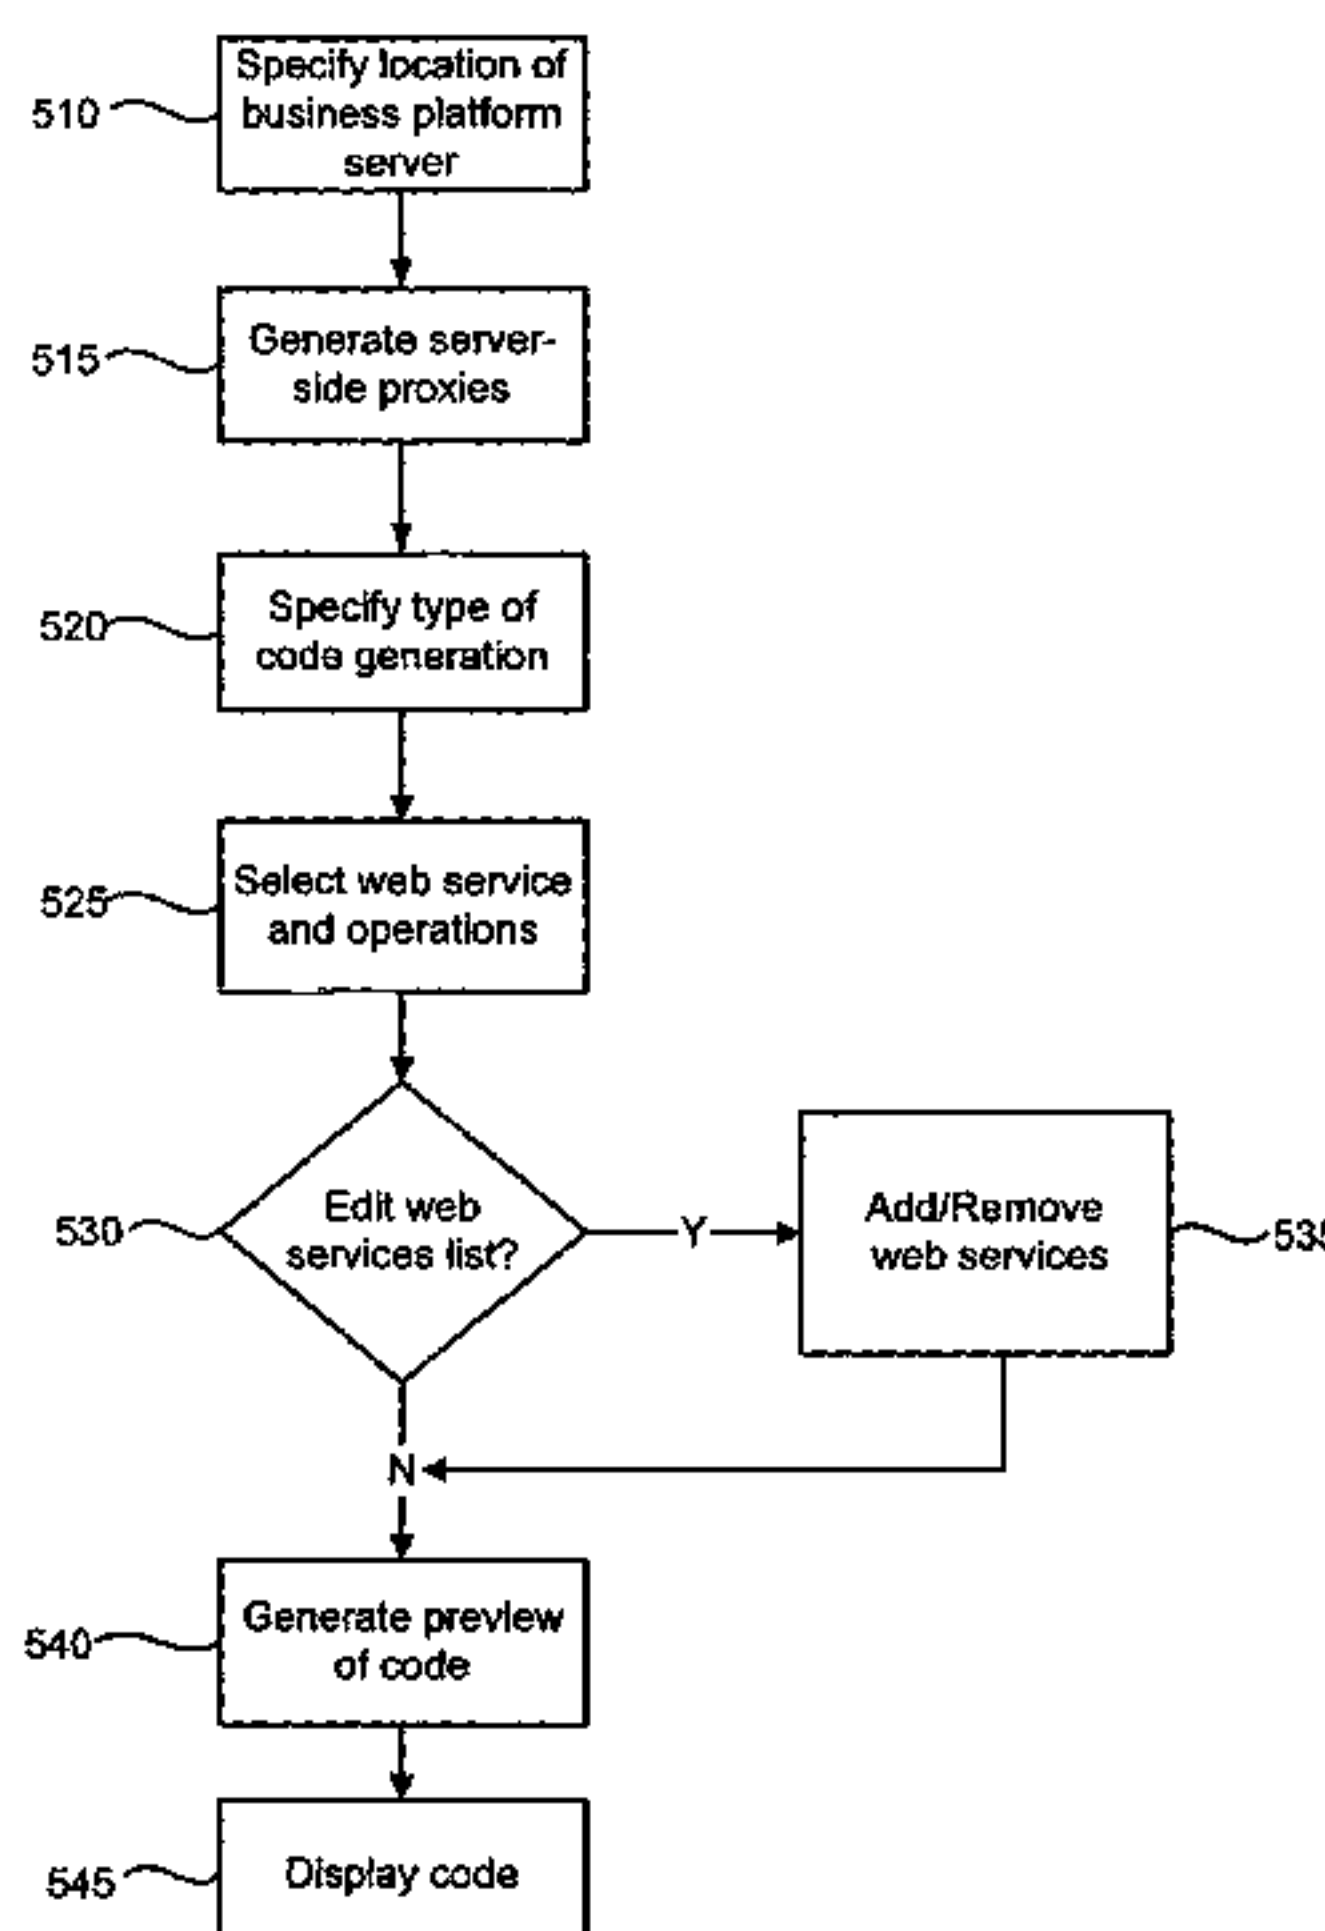 510
Specify location of
business platform
server
515
Generate server-
side proxies
520
Specify type of
code generation
525
Select web service
and operations
530
Edit web
services list?
Y
Add/Remove
web services
535
N
540
Generate preview
of code
545
Display code